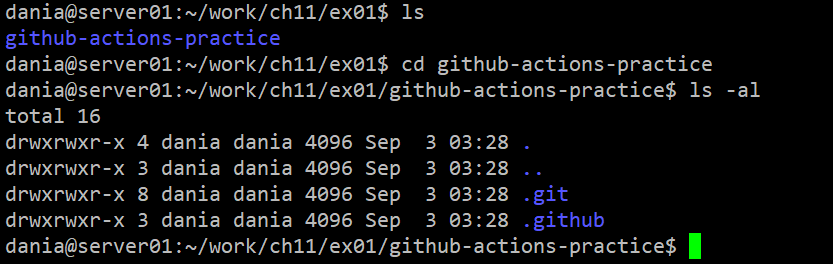 dania@server01:~/work/ch11/ex01$ ls
github-actions-practice
dania@server01:~/work/ch11/ex01$ cd github-actions-practice
dania@server01:~/work/ch11/ex01/github-actions-practice$ ls -al
total 16
drwxrwxr-x 4 dania dania 4096 Sep  3 03:28 .
drwxrwxr-x 3 dania dania 4096 Sep  3 03:28 ..
drwxrwxr-x 8 dania dania 4096 Sep  3 03:28 .git
drwxrwxr-x 3 dania dania 4096 Sep  3 03:28 .github
dania@server01:~/work/ch11/ex01/github-actions-practice$